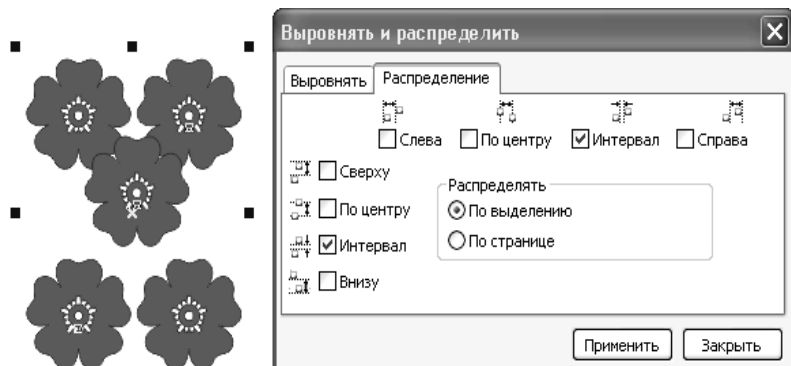 Выровнять и распределить
Выровнять Распределение
Слева По центру Интервал Справа
Сверху
По центру
Интервал
Внизу
Распределять
По выделению
По странице
Применить Закрыть